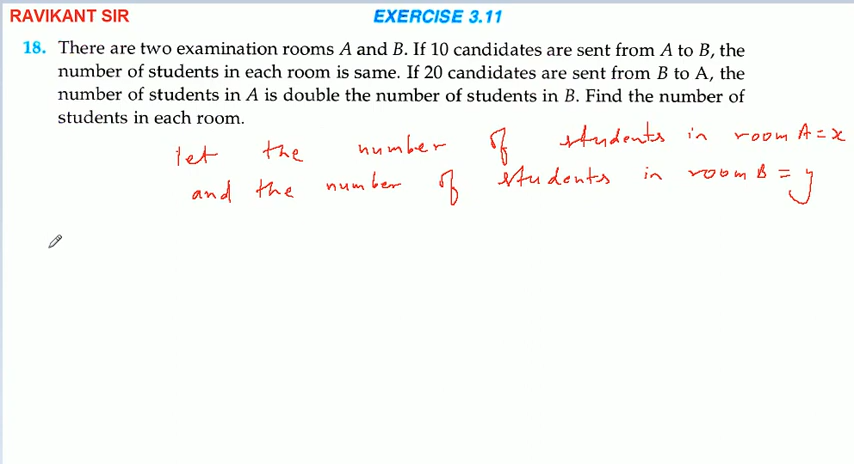 RAVIKANT SIR EXERCISE 3.11
18. There are two examination rooms A and B. If 10 candidates are sent from A to B, the
number of students in each room is same. If 20 candidates are sent from B to A, the
number of students in A is double the number of students in B. Find the number of
students in each room.
let the number of students in room A = x
and the number of students in room B = y